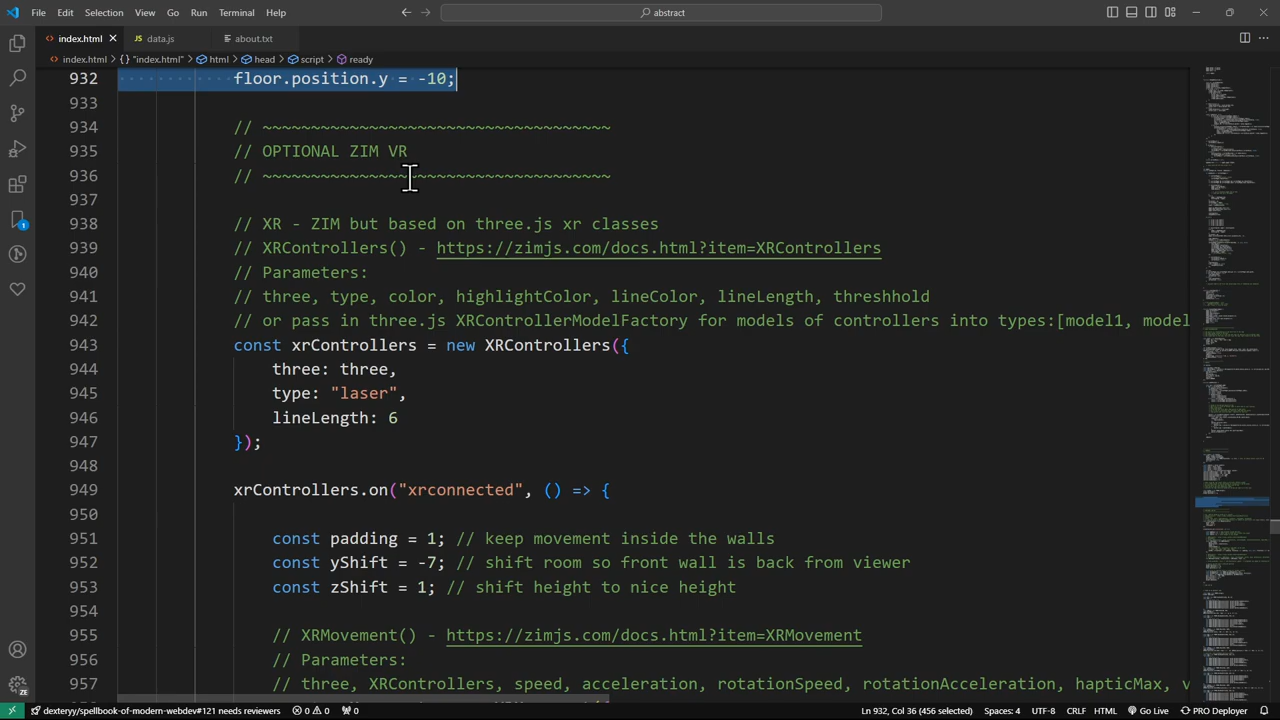 File Edit Selection View Go Run Terminal Help
abstract
index.html
data.js
about.txt
index.html > "index.html" > html > head > script > ready
932 floor.position.y = -10;
933
934 // ~~~~~~~~~~~~~~~~~~~~~~~~~~~~~~~~~~~~
935 // OPTIONAL ZIM VR
936 // ~~~~~~~~~~~~~~~~~~~~~~~~~~~~~~~~~~~~
937
938 // XR - ZIM but based on three.js xr classes
939 // XRControllers() - https://zimjs.com/docs.html?item=XRControllers
940 // Parameters:
941 // three, type, color, highlightColor, lineColor, lineLength, threshhold
942 // or pass in three.js XRControllerModelFactory for model of controllers into types:[model1, model
943 const xrControllers = new XRControllers({
944 three: three,
945 type: "laser",
946 lineLength: 6
947 });
948
949 xrControllers.on("xrconnected", () => {
950
951 const padding = 1; // keep movement inside the walls
952 const yShift = -7; // shift room so front wall is back from viewer
953 const zShift = 1; // shift height to nice height
954
955 // XRMovement() - https://zimjs.com/docs.html?item=XRMovement
956 // Parameters:
957 // three, XRControllers, speed, acceleration, rotationSpeed, rotationAcceleration, hapticMax, v
dexteryy/spellbook-of-modern-webdev#121 needs reviewers
0 0
0
Ln 932, Col 36 (456 selected)
Spaces: 4
UTF-8
CRLF
HTML
Go Live
PRO Deployer